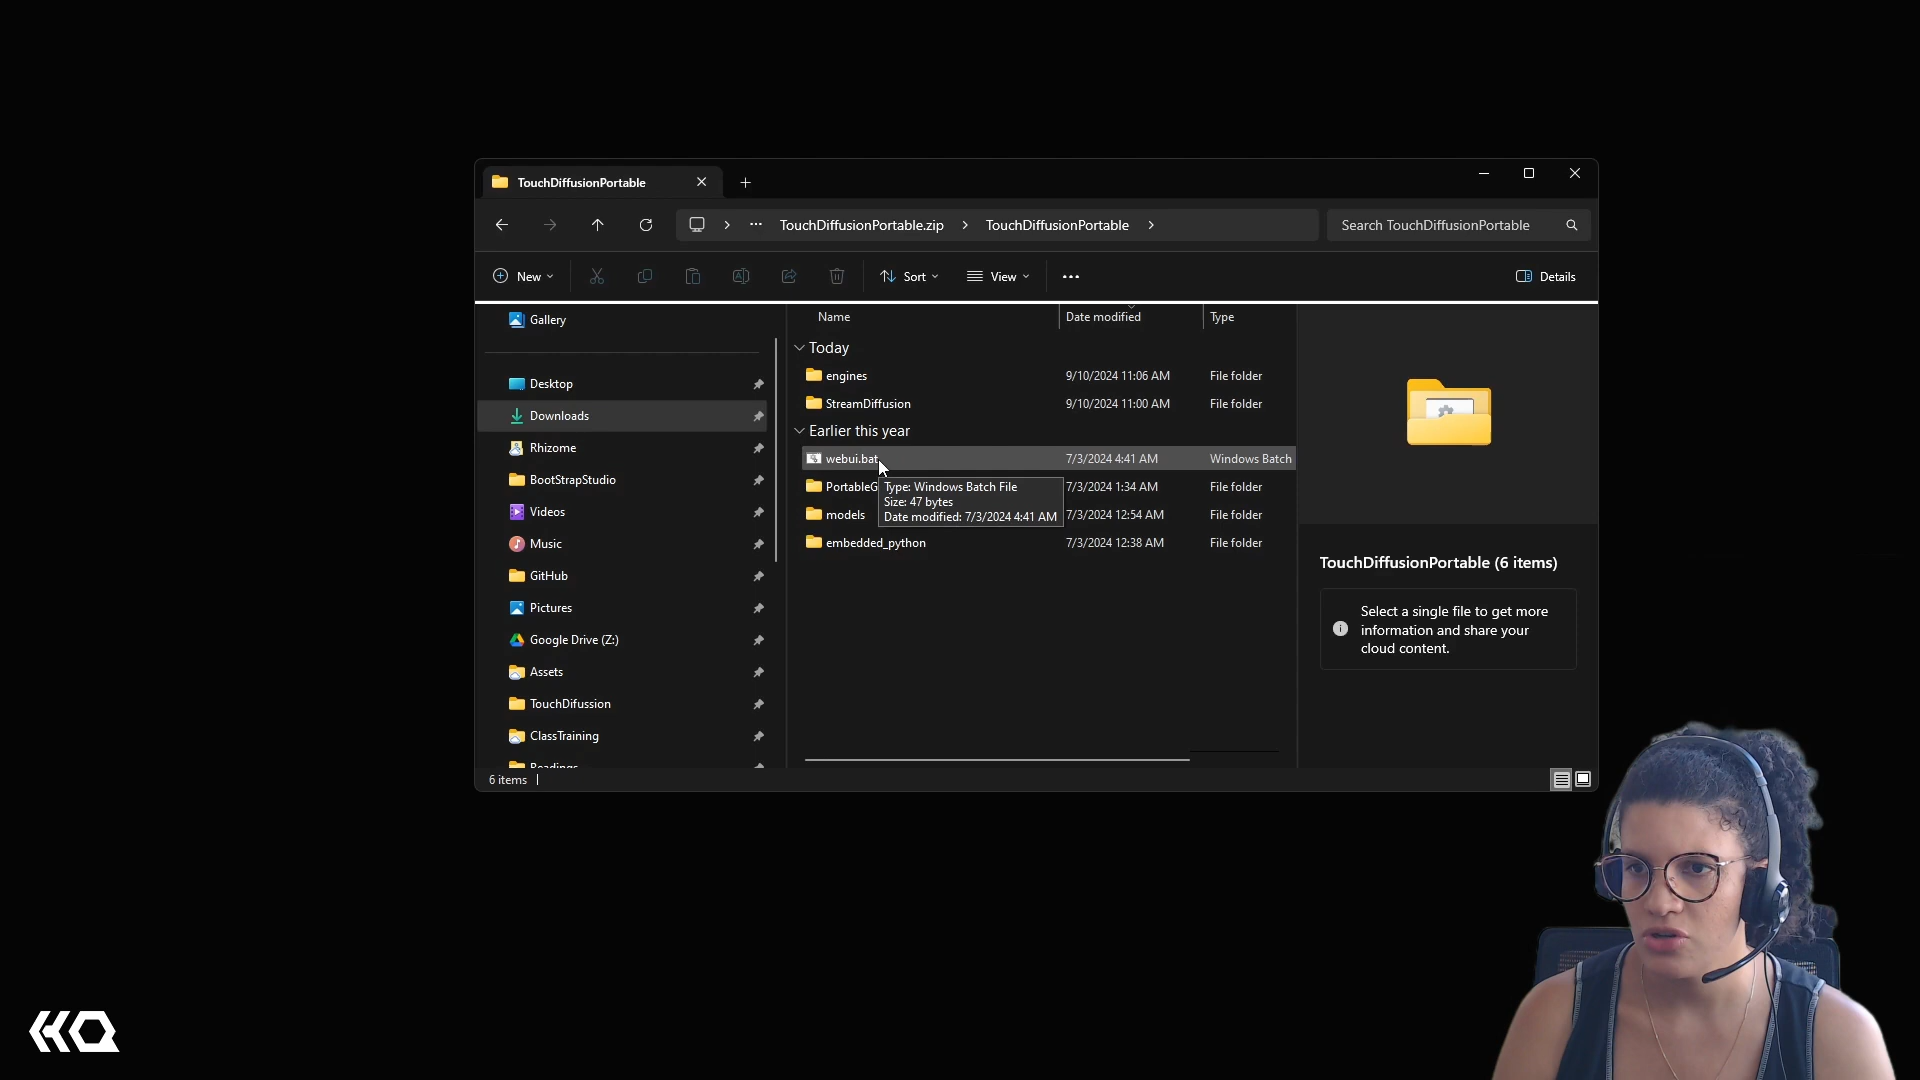 TouchDiffusionPortable
TouchDiffusionPortable.zip > TouchDiffusionPortable >
Search TouchDiffusionPortable
New
Sort
View
Details
Gallery
Desktop
Downloads
Rhizome
BootStrapStudio
Videos
Music
GitHub
Pictures
Google Drive (Z:)
Assets
TouchDifussion
ClassTraining
Readings
Name Date modified Type
Today
engines 9/10/2024 11:06 AM File folder
StreamDiffusion 9/10/2024 11:00 AM File folder
Earlier this year
webui.bat 7/3/2024 4:41 AM Windows Batch
PortableG 7/3/2024 1:34 AM File folder
models 7/3/2024 12:54 AM File folder
embedded_python 7/3/2024 12:38 AM File folder
Type: Windows Batch File
Size: 47 bytes
Date modified: 7/3/2024 4:41 AM
TouchDiffusionPortable (6 items)
Select a single file to get more
information and share your
cloud content.
6 items
HQ